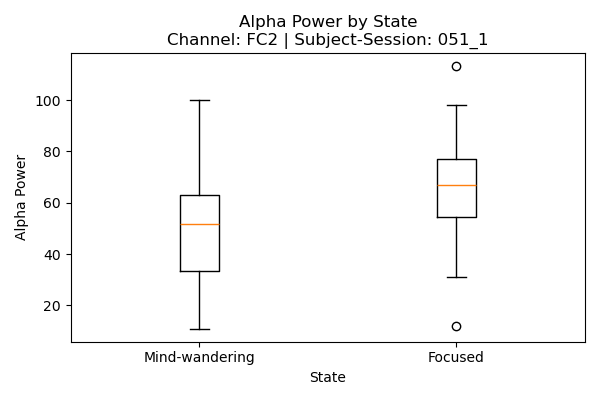 Alpha Power by State
Channel: FC2 | Subject-Session: 051_1
Alpha Power
100
80
60
40
20
Mind-wandering
Focused
State